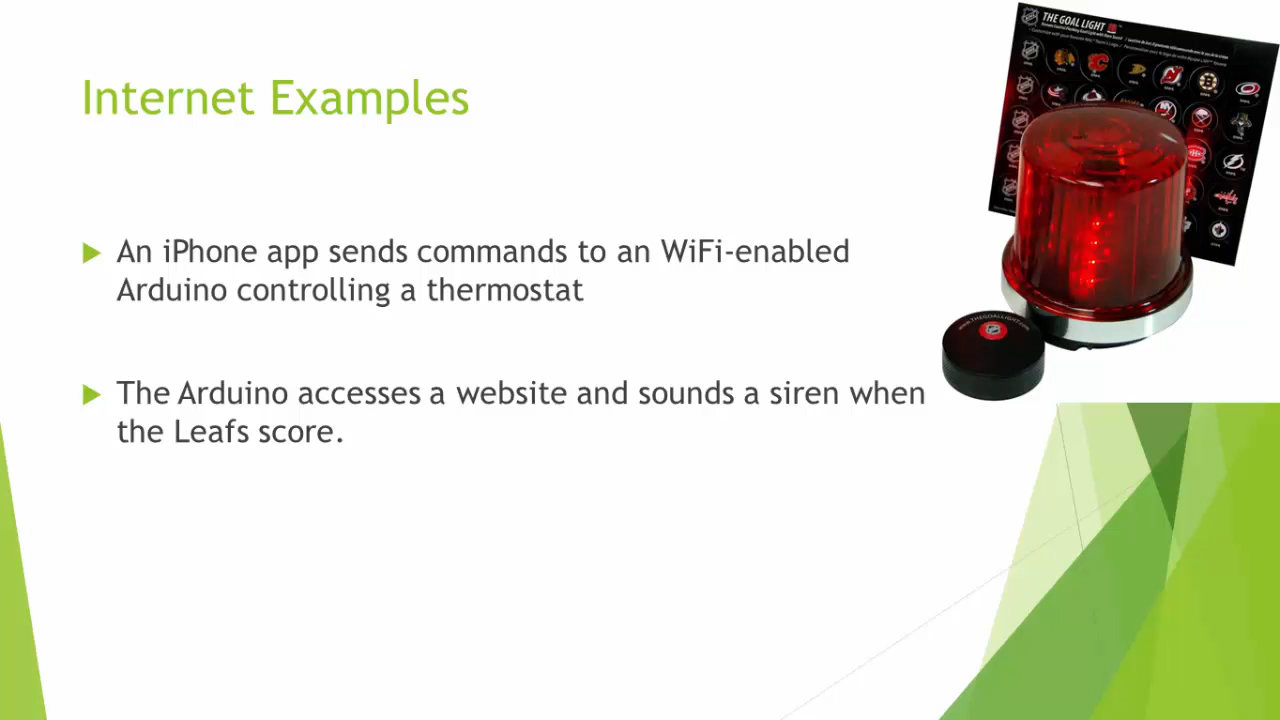 THE GOAL LIGHT
Internet Examples
An iPhone app sends commands to an WiFi-enabled
Arduino controlling a thermostat
The Arduino accesses a website and sounds a siren when
the Leafs score.